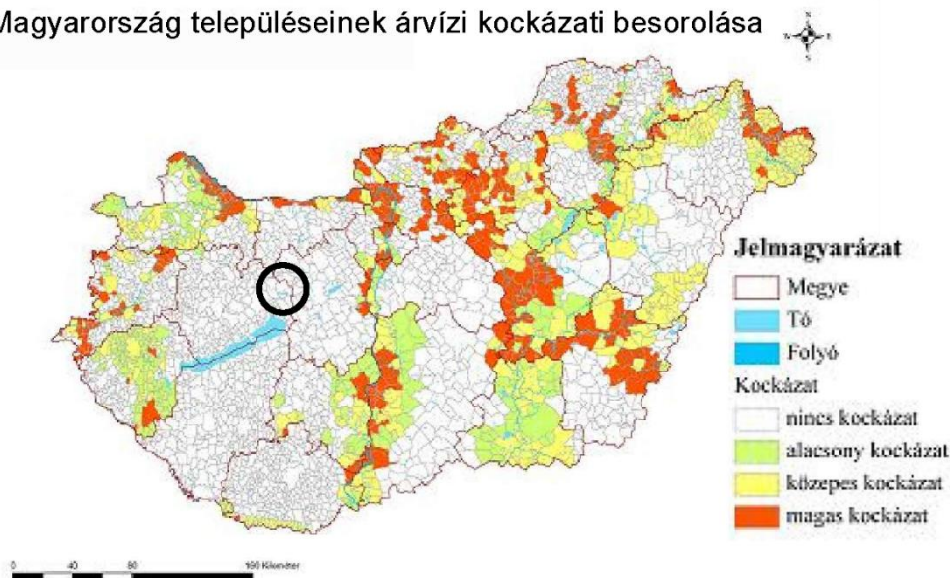 Magyarország településeinek árvízi kockázati besorolása
Jelmagyarázat
Megye
Tó
Folyó
Kockázat
nincs kockázat
alacsony kockázat
közepes kockázat
magas kockázat
0 40 80 160 Kilométer